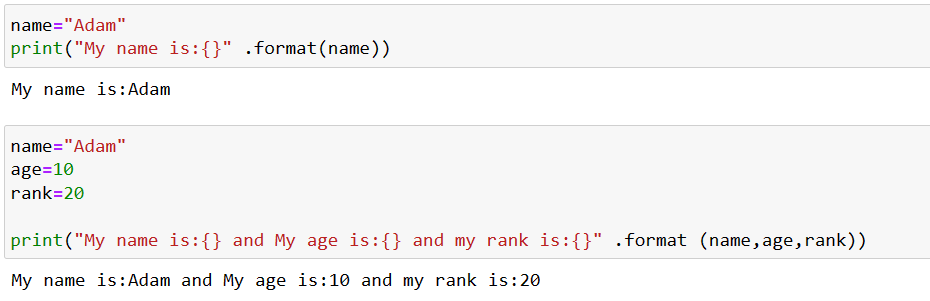 name="Adam"
print("My name is:{}" .format(name))
My name is:Adam
name="Adam"
age=10
rank=20
print("My name is:{} and My age is:{} and my rank is:{}" .format (name,age,rank))
My name is:Adam and My age is:10 and my rank is:20